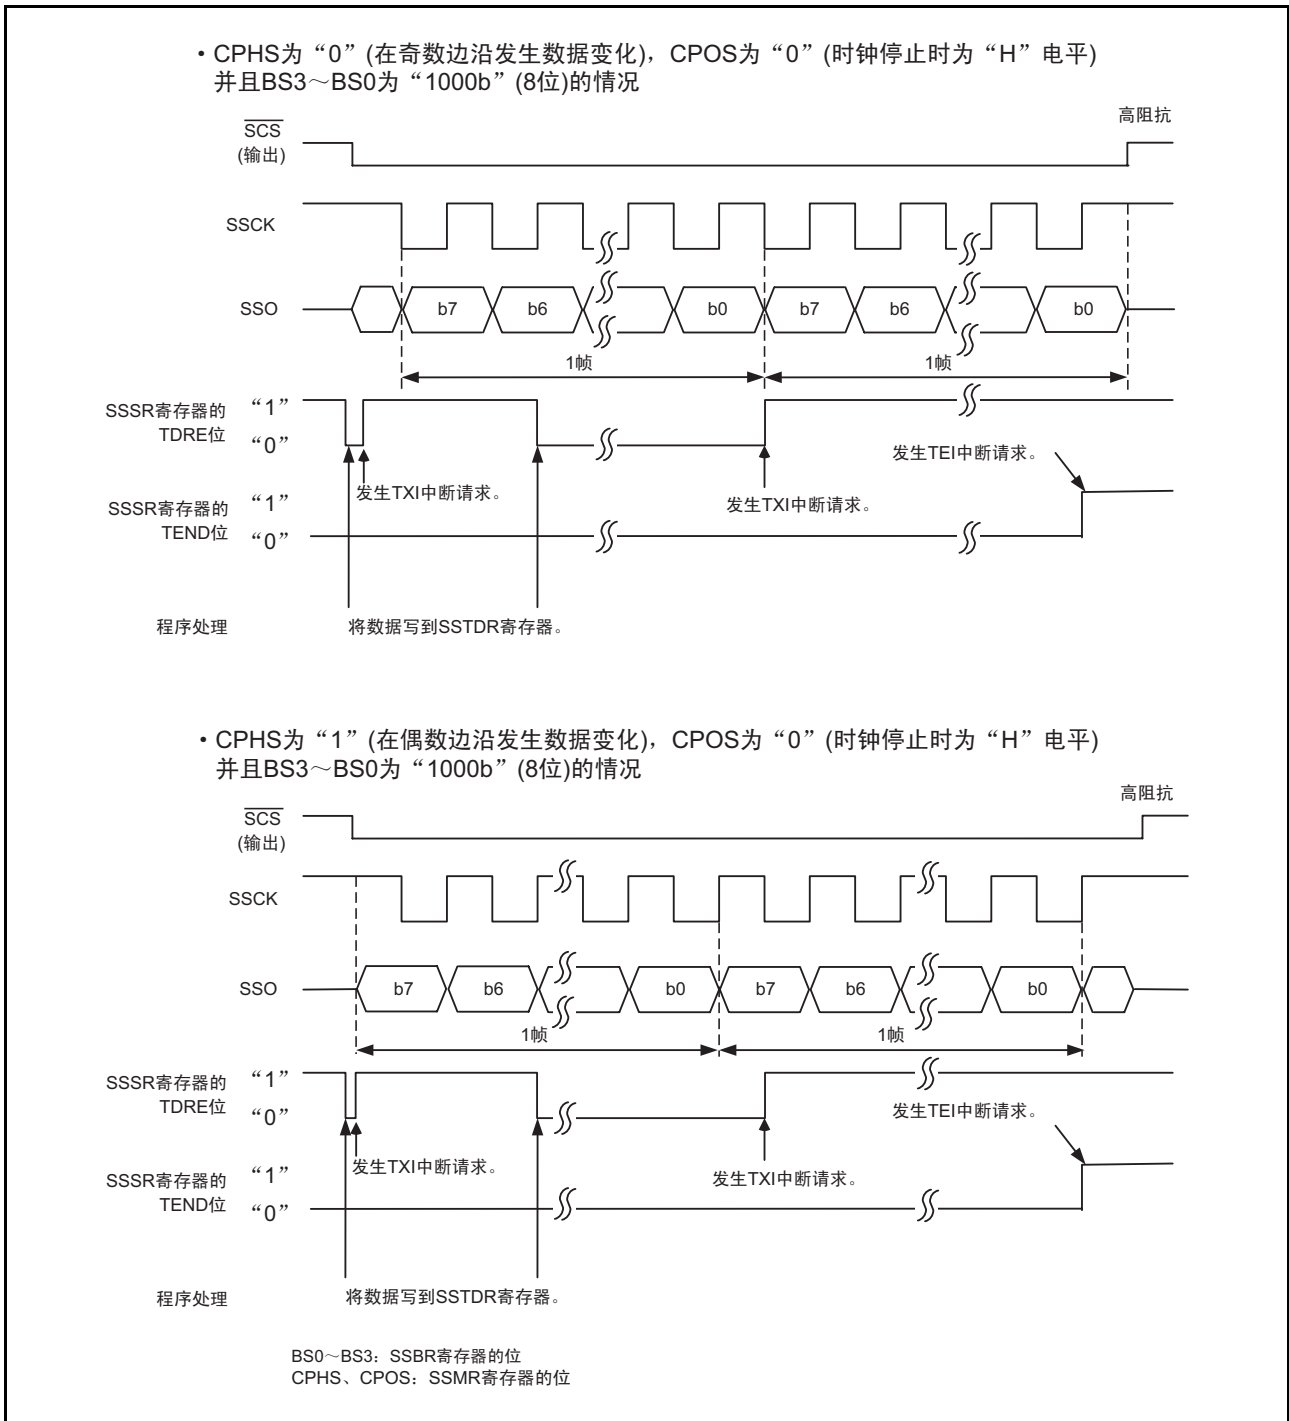 •CPHS为“0”(在奇数边沿发生数据变化)，CPOS为“0”(时钟停止时为“H”电平)
并且BS3～BS0为“1000b”(8位)的情况
高阻抗
SCS
(输出)
SSCK
SSO
b7 b6 b0 b7 b6 b0
1帧 1帧
SSSR寄存器的
TDRE位
“1”
“0”
发生TXI中断请求。
发生TXI中断请求。
发生TEI中断请求。
SSSR寄存器的
TEND位
“1”
“0”
程序处理
将数据写到SSTDR寄存器。
•CPHS为“1”(在偶数边沿发生数据变化)，CPOS为“0”(时钟停止时为“H”电平)
并且BS3～BS0为“1000b”(8位)的情况
高阻抗
SCS
(输出)
SSCK
SSO
b7 b6 b0 b7 b6 b0
1帧 1帧
SSSR寄存器的
TDRE位
“1”
“0”
发生TXI中断请求。
发生TXI中断请求。
发生TEI中断请求。
SSSR寄存器的
TEND位
“1”
“0”
程序处理
将数据写到SSTDR寄存器。
BS0～BS3：SSBR寄存器的位
CPHS、CPOS：SSMR寄存器的位